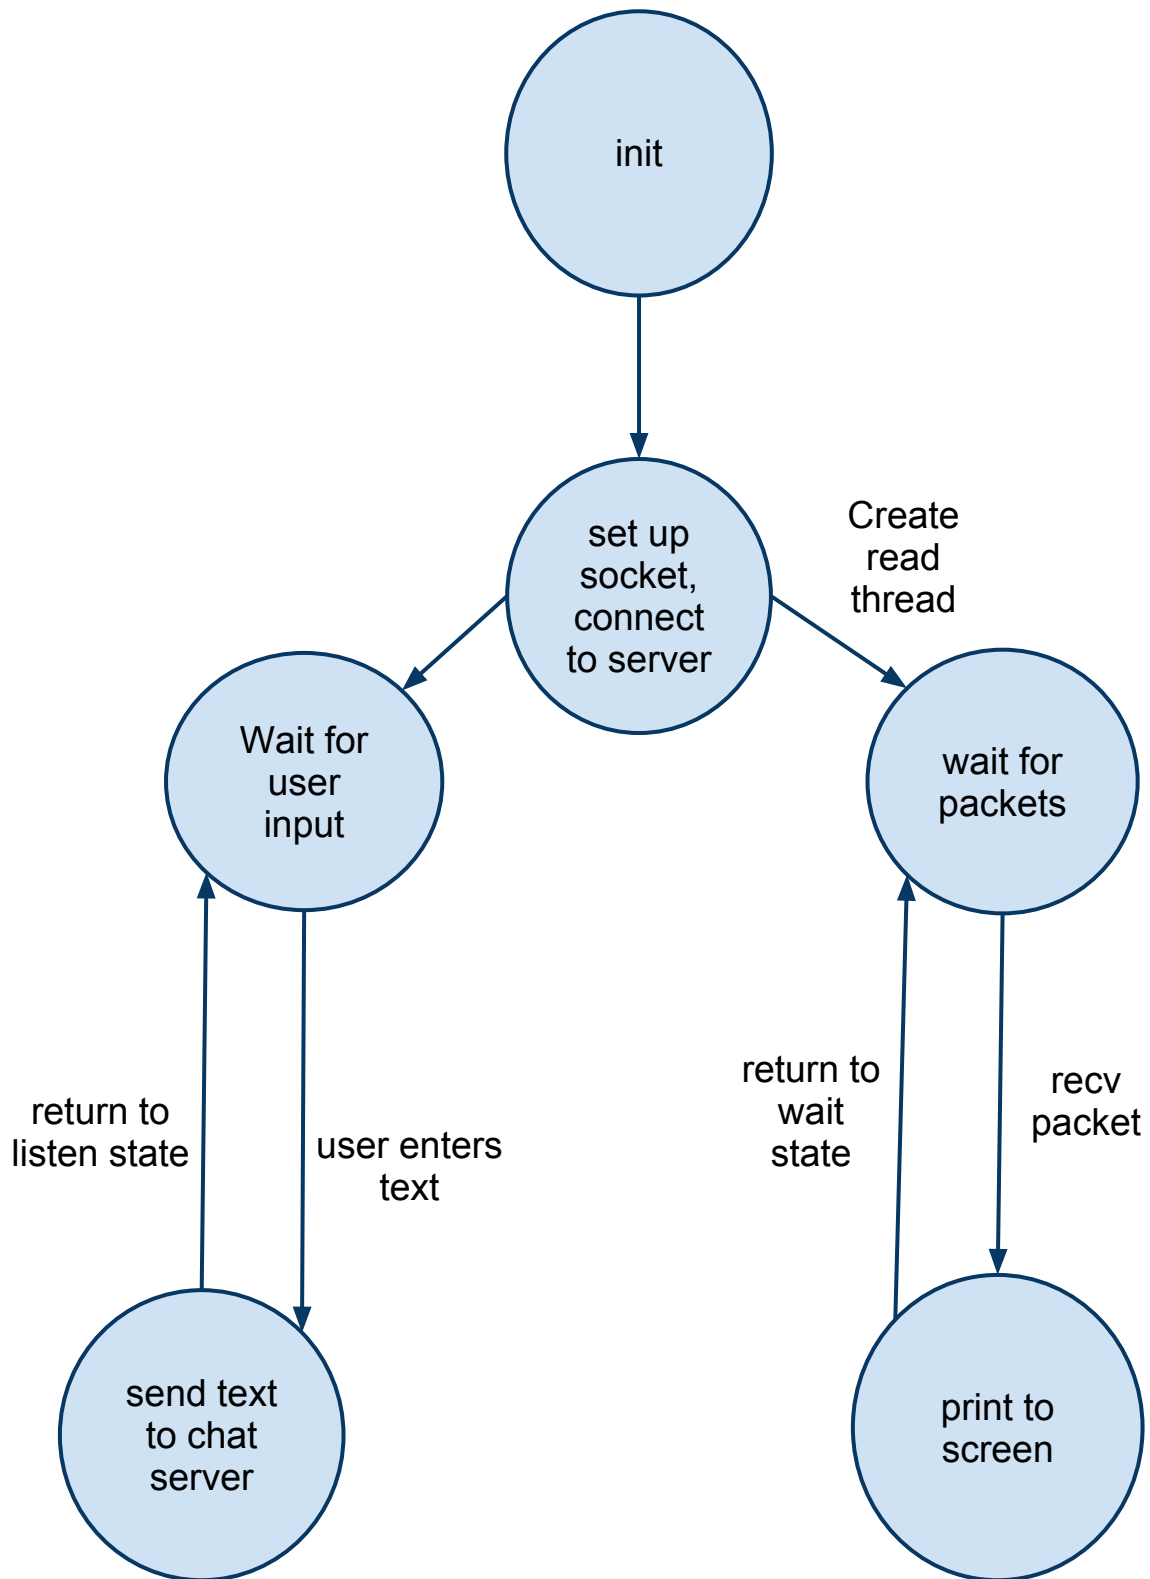 init
set up
socket,
connect
to server
Create
read
thread
Wait for
user
input
wait for
packets
return to
listen state
user enters
text
return to
wait
state
recv
packet
send text
to chat
server
print to
screen